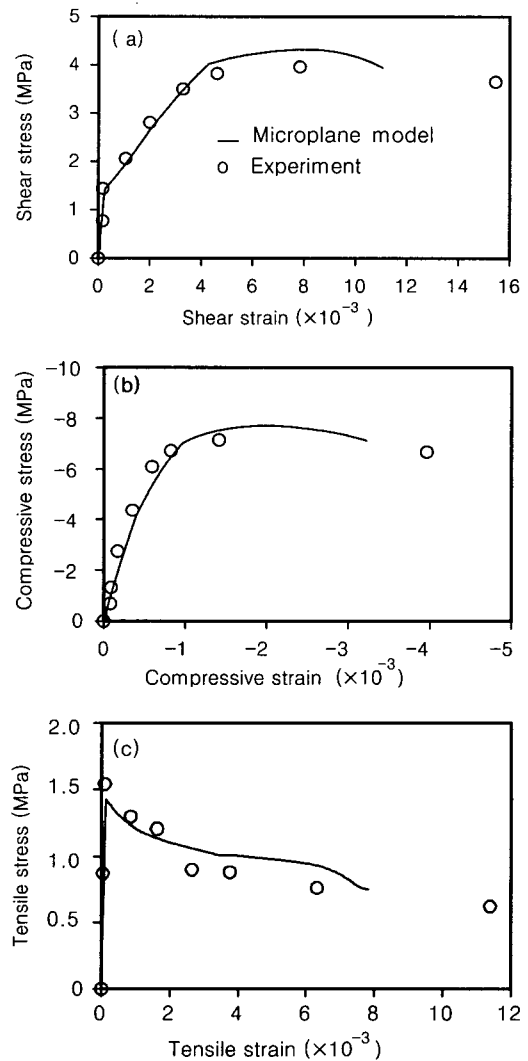 (a)
Shear stress (MPa)
5
4
3
2
1
0
Microplane model
Experiment
0 2 4 6 8 10 12 14 16
Shear strain (×10⁻³)
(b)
Compressive stress (MPa)
-10
-8
-6
-4
-2
0
0 -1 -2 -3 -4 -5
Compressive strain (×10⁻³)
(c)
Tensile stress (MPa)
2.0
1.5
1.0
0.5
0
0 2 4 6 8 10 12
Tensile strain (×10⁻³)